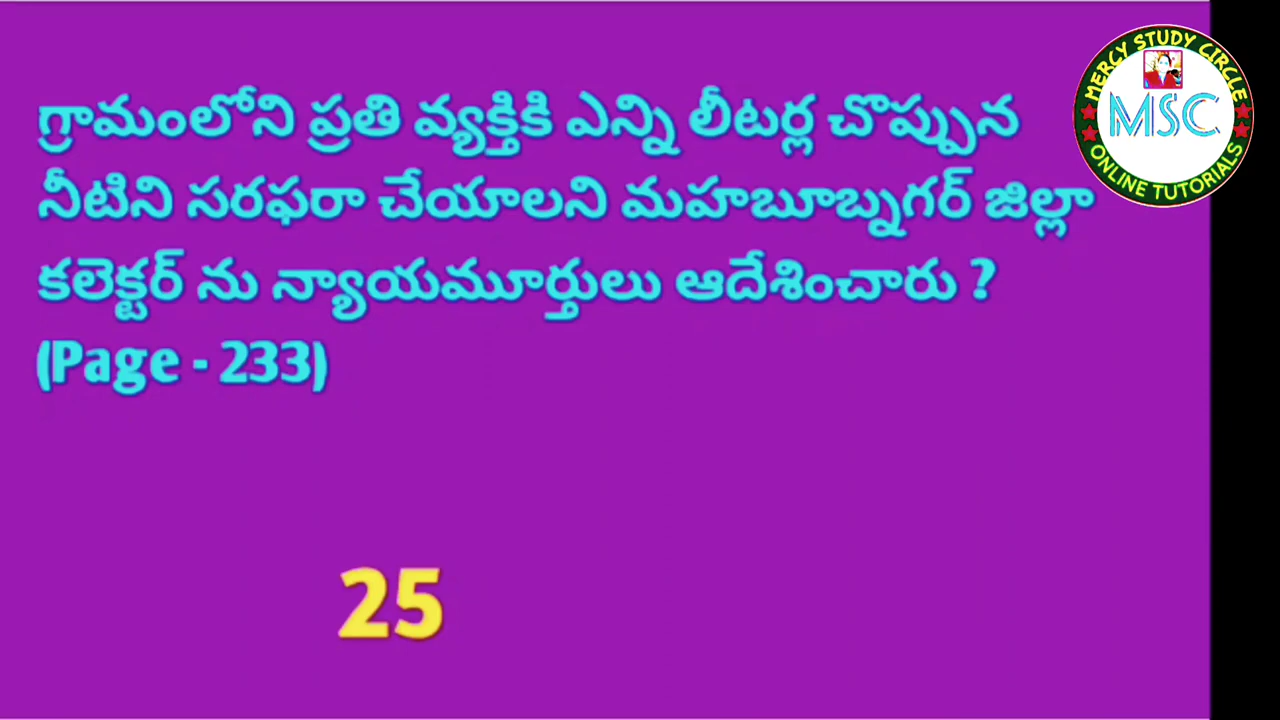 గ్రామంలోని ప్రతి వ్యక్తికి ఎన్ని లీటర్ల చొప్పున
నీటిని సరఫరా చేయాలని మహబూబ్నగర్ జిల్లా
కలెక్టర్ ను న్యాయమూర్తులు ఆదేశించారు ?
(Page - 233)
25
MERCY STUDY CIRCLE
MSC
ONLINE TUTORIALS